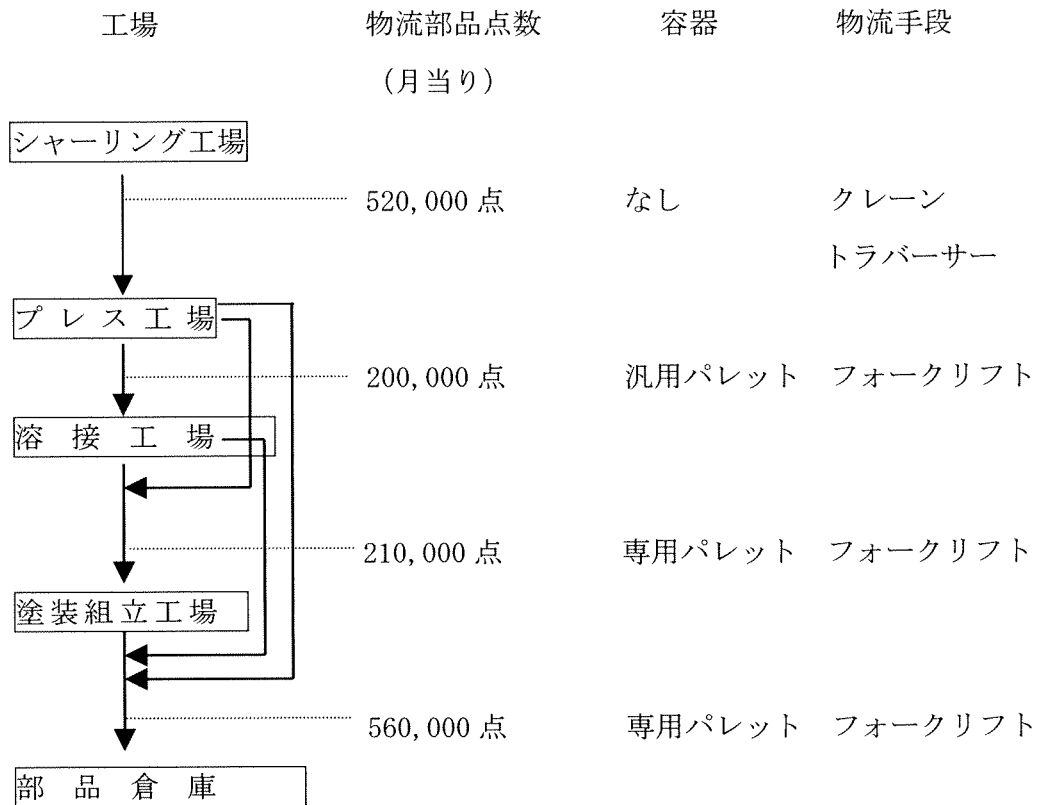 工場 物流部品点数 容器 物流手段
(月当り)
シャーリング工場
520,000 点 なし クレーン
トラバーサー
プレス工場
200,000 点 汎用パレット フォークリフト
溶接工場
210,000 点 専用パレット フォークリフト
塗装組立工場
560,000 点 専用パレット フォークリフト
部品倉庫